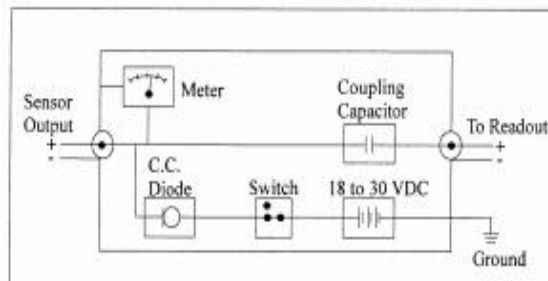 Meter
Coupling
Capacitor
Sensor
Output
To Readout
+
-
+
-
C.C.
Diode
Switch
18 to 30 VDC
Ground